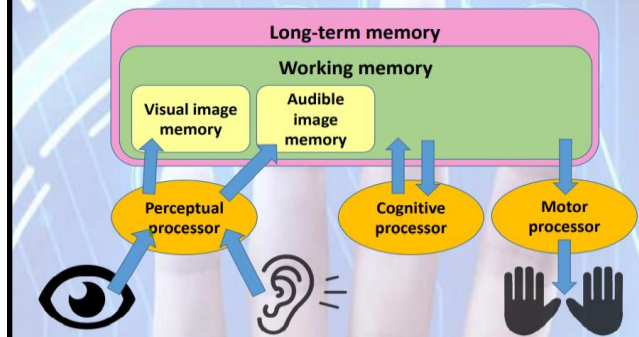 Long-term memory
Working memory
Visual image
memory
Audible
image
memory
Perceptual
processor
Cognitive
processor
Motor
processor